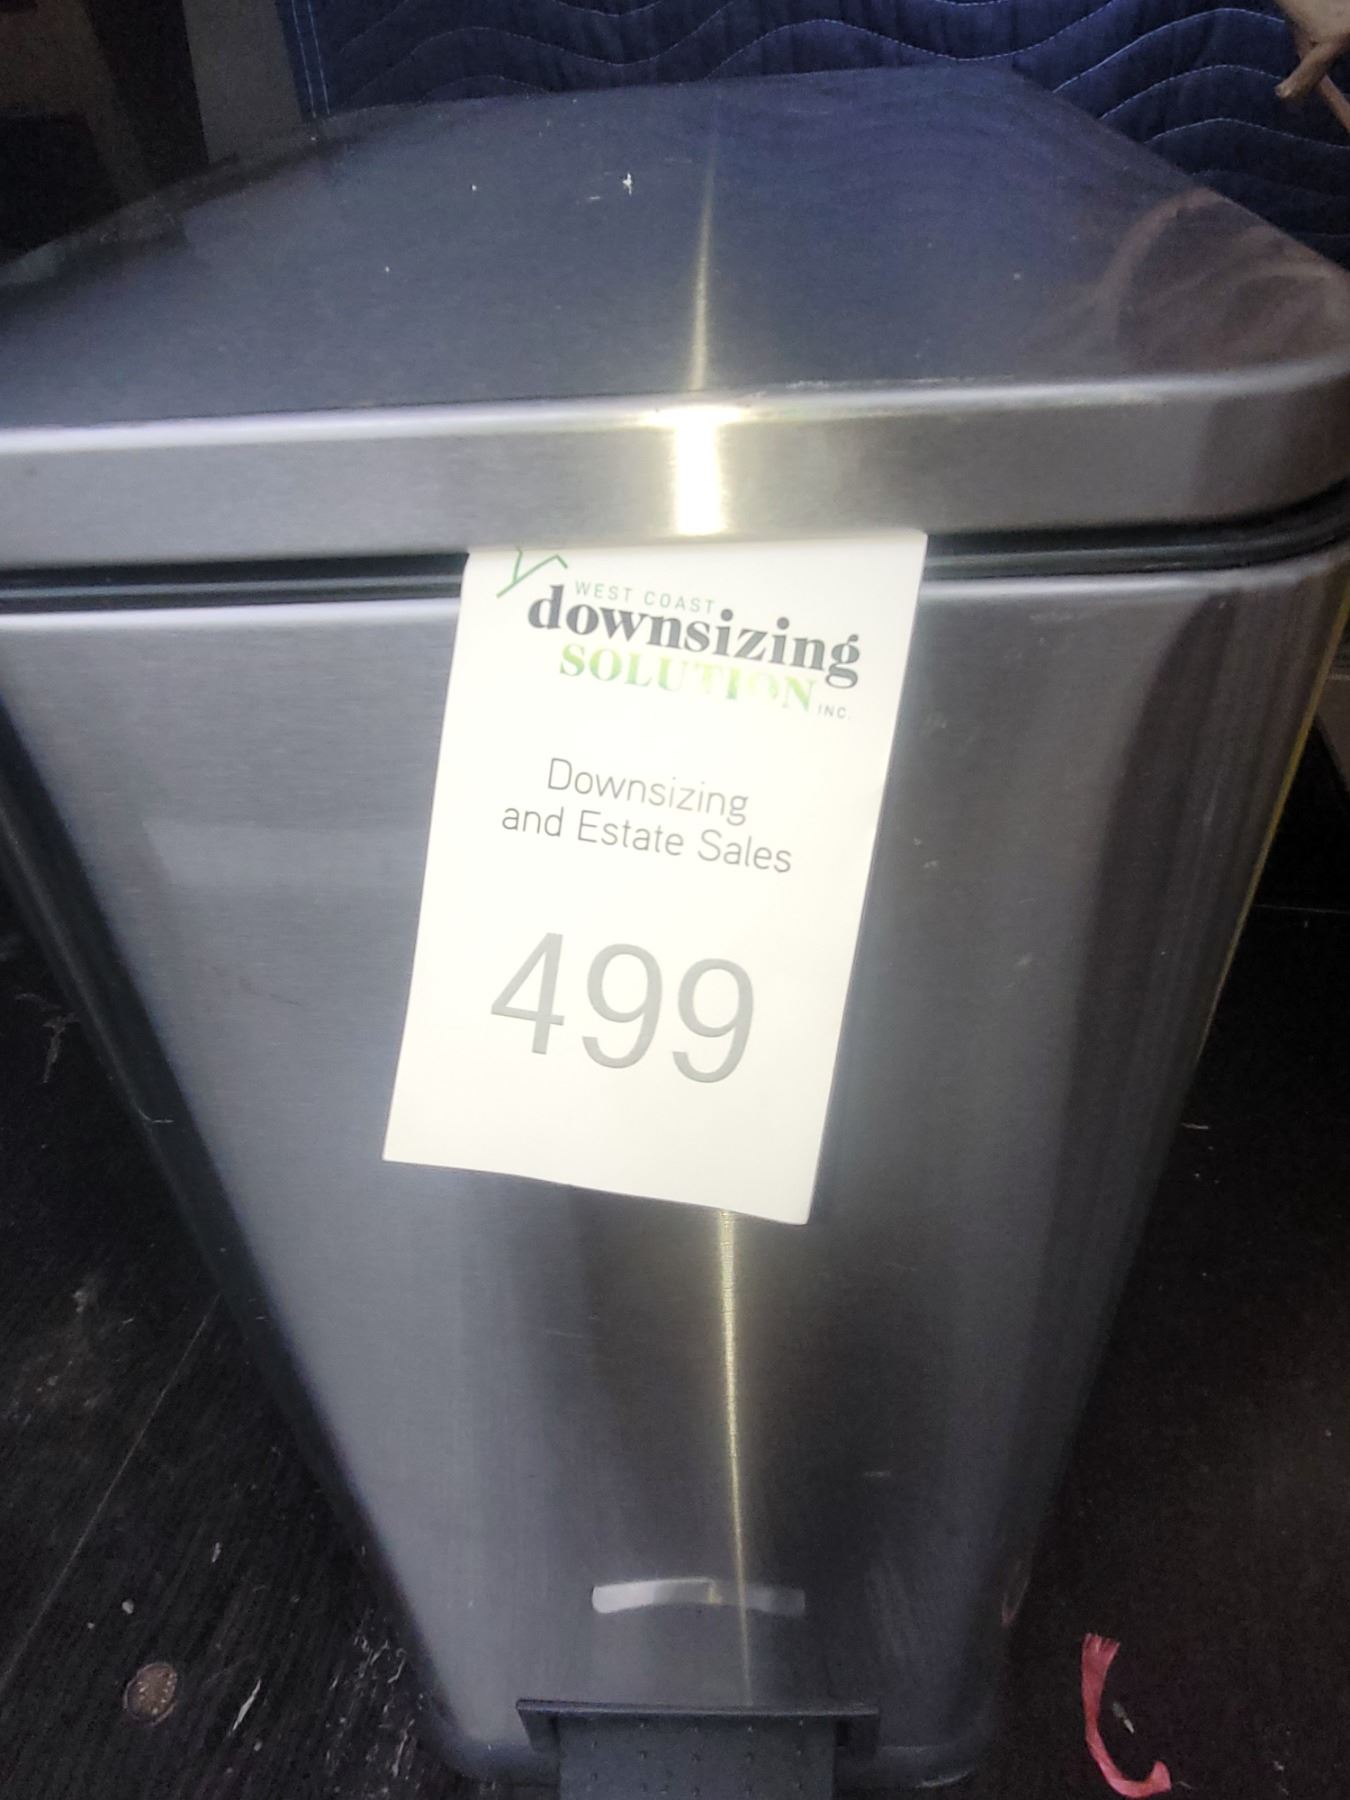 WEST COAST
downsizing
SOLUTION INC.
Downsizing
and Estate Sales
499